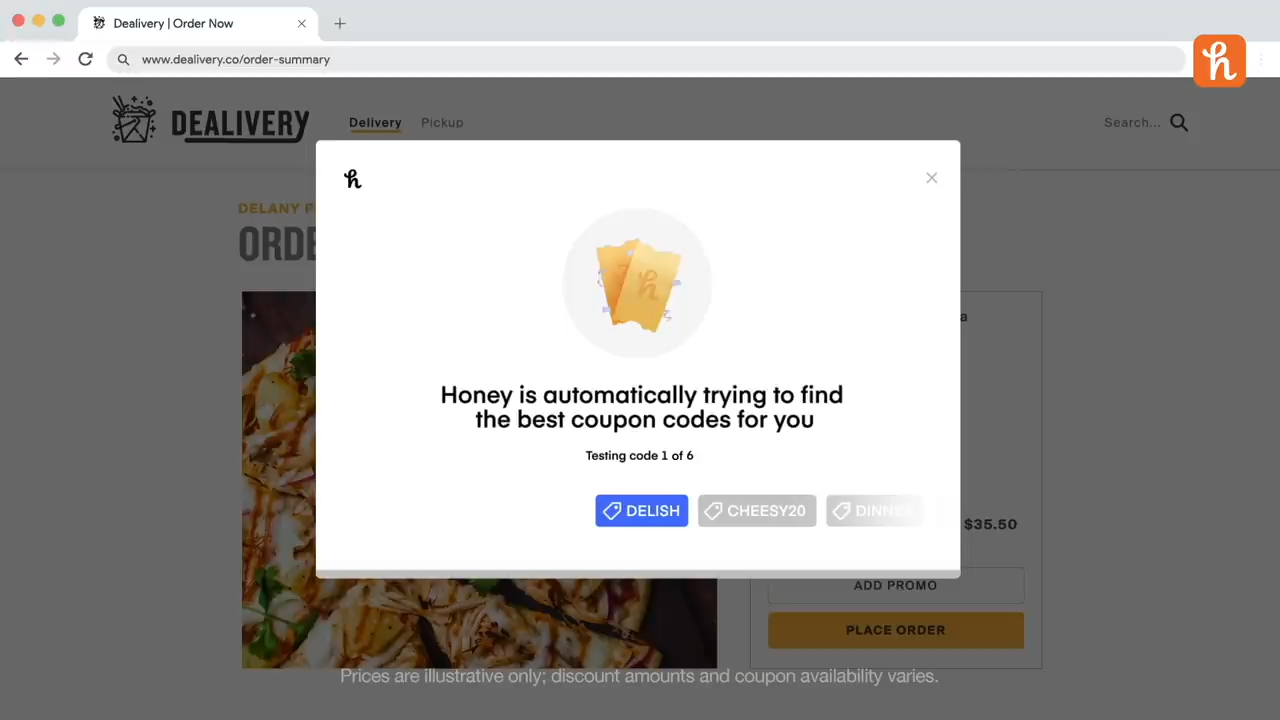 Dealivery | Order Now
www.dealivery.co/order-summary
h
DEALIVERY
Delivery
Pickup
Search...
h
DELANY
ORDE
h
Honey is automatically trying to find
the best coupon codes for you
Testing code 1 of 6
DELISH
CHEESY20
a
$35.50
ADD PROMO
PLACE ORDER
Prices are illustrative only; discount amounts and coupon availability varies.